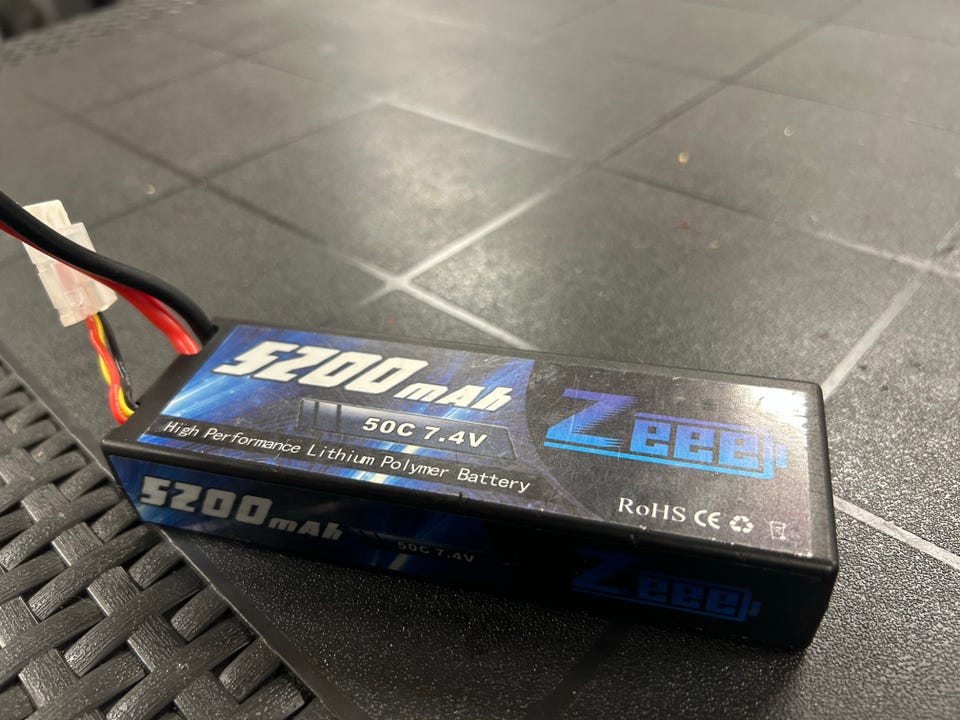 5200mAh
50C 7.4V
High Performance Lithium Polymer Battery
Zeee
RoHS CE
5200mAh
50C 7.4V
Zeee